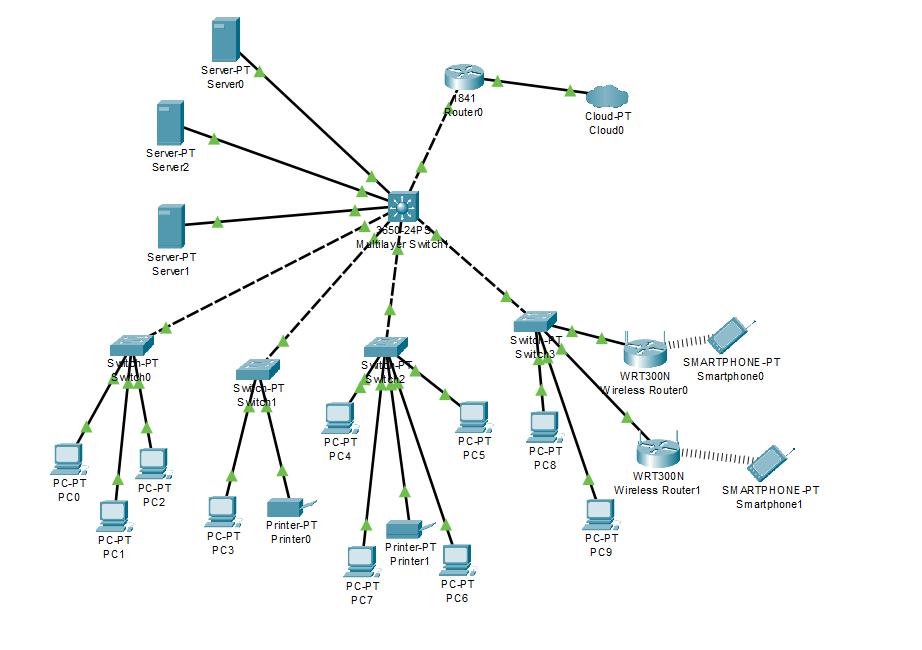 Server-PT
Server0
1841
Router0
Cloud-PT
Cloud0
Server-PT
Server2
3650-24PS
Multilayer Switch1
Server-PT
Server1
Switch-PT
Switch0
Switch-PT
Switch1
Switch-PT
Switch2
Switch-PT
Switch3
WRT300N
Wireless Router0
SMARTPHONE-PT
Smartphone0
PC-PT
PC4
PC-PT
PC5
PC-PT
PC8
WRT300N
Wireless Router1
SMARTPHONE-PT
Smartphone1
PC-PT
PC0
PC-PT
PC2
PC-PT
PC1
PC-PT
PC3
Printer-PT
Printer0
Printer-PT
Printer1
PC-PT
PC9
PC-PT
PC7
PC-PT
PC6